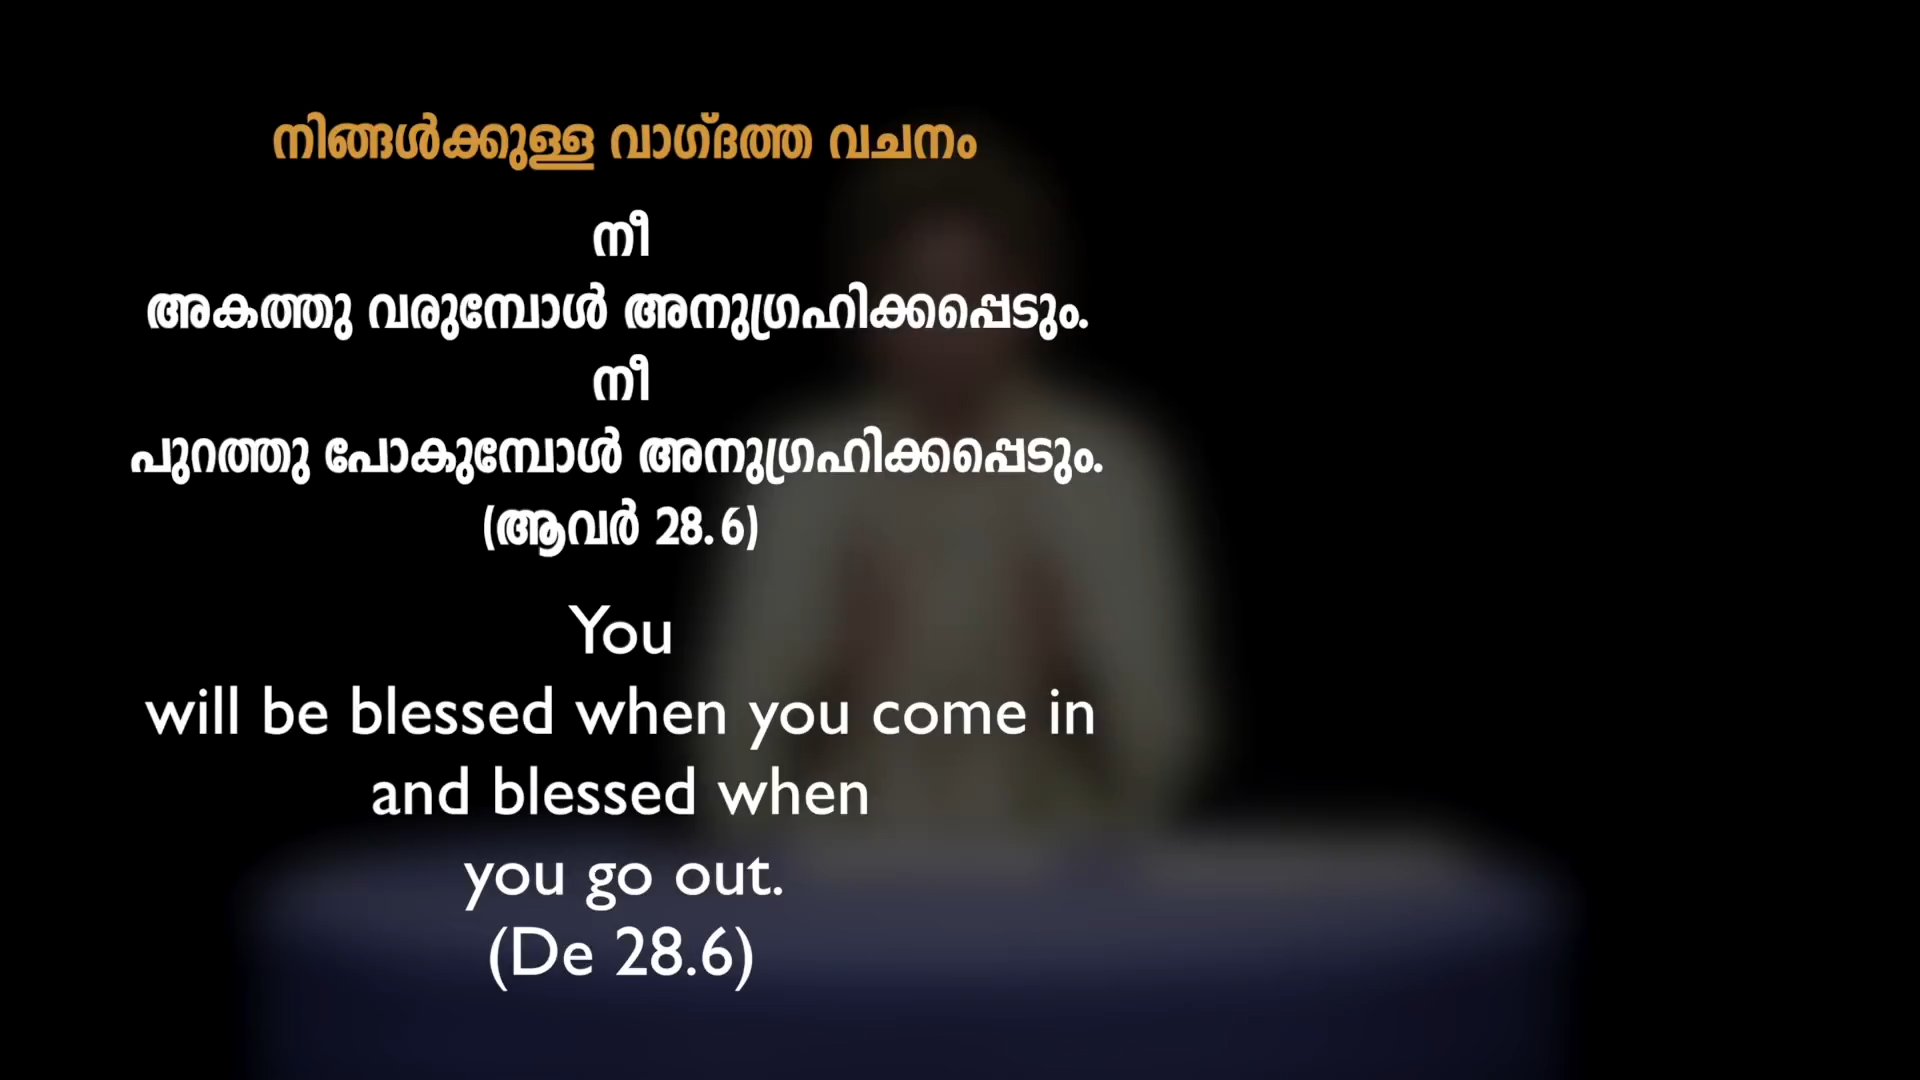 നിങ്ങൾക്കുള്ള വാഗ്ദത്ത വചനം
നീ
അകത്തു വരുമ്പോൾ അനുഗ്രഹിക്കപ്പെടും.
നീ
പുറത്തു പോകുമ്പോൾ അനുഗ്രഹിക്കപ്പെടും.
(ആവർ 28.6)
You
will be blessed when you come in
and blessed when
you go out.
(De 28.6)